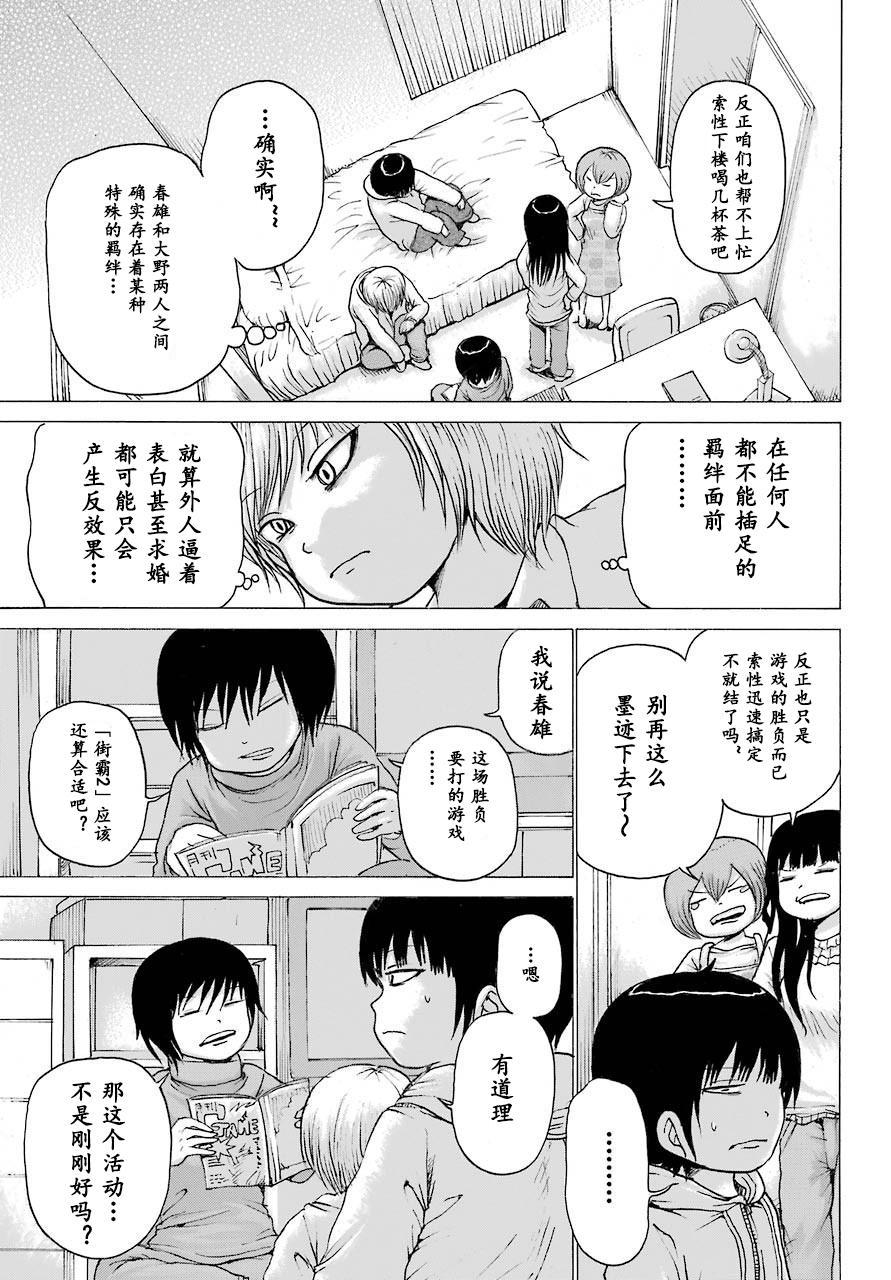 反正咱们也帮不上忙
索性下楼喝几杯茶吧
…确实啊~
春雄和大野两人之间
确实存在着某种
特殊的羁绊…
在任何人
都不能插足的
羁绊面前
………
就算外人逼着
表白甚至求婚
都可能只会
产生反效果…
反正也只是
游戏的胜负而已
索性迅速搞定
不就结了吗~
别再这么
墨迹下去了~
我说春雄
这场胜负
要打的游戏
……
「街霸2」应该
还算合适吧？
月刊
GAME
………
…嗯
有道理
那这个活动…
不是刚刚好吗？
月刊
GAME